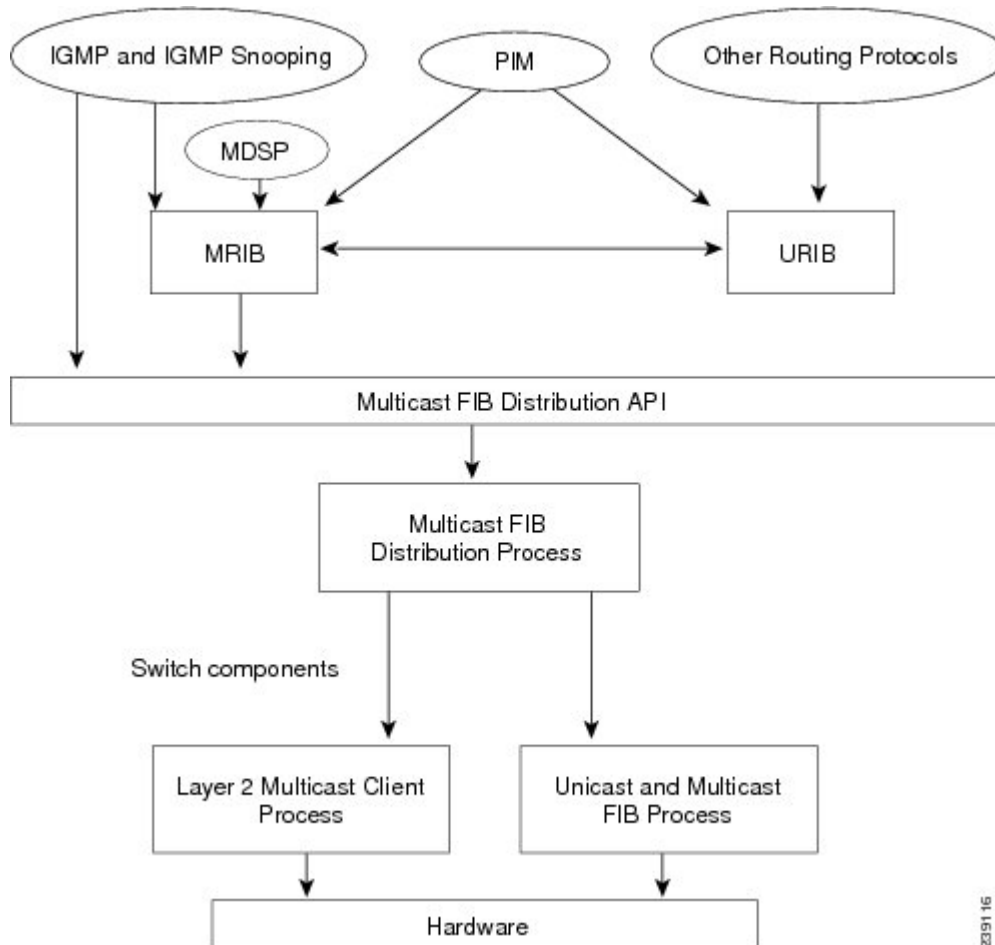 IGMP and IGMP Snooping
PIM
Other Routing Protocols
MDSP
MRIB
URIB
Multicast FIB Distribution API
Multicast FIB
Distribution Process
Switch components
Layer 2 Multicast Client
Process
Unicast and Multicast
FIB Process
Hardware
239116